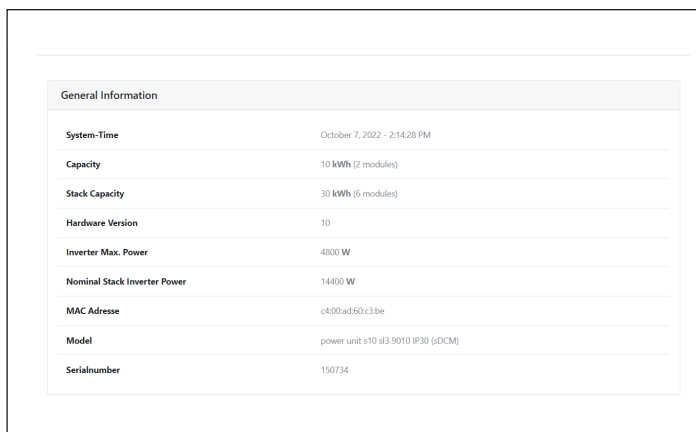 General Information
System-Time October 7, 2022 - 2:14:28 PM
Capacity 10 kWh (2 modules)
Stack Capacity 30 kWh (6 modules)
Hardware Version 10
Inverter Max. Power 4800 W
Nominal Stack Inverter Power 14400 W
MAC Adresse c4:00:ad:60:c3:be
Model power unit s10 sl3 9010 IP30 (sDCM)
Serialnumber 150734